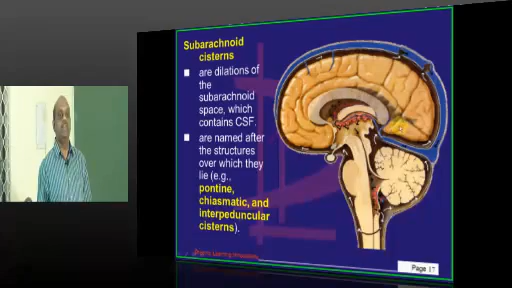 Subarachnoid
cisterns
are dilations of
the
subarachnoid
space, which
contains CSF.
are named after
the structures
over which they
lie (e.g.,
pontine,
chiasmatic, and
interpeduncular
cisterns).
Page 17